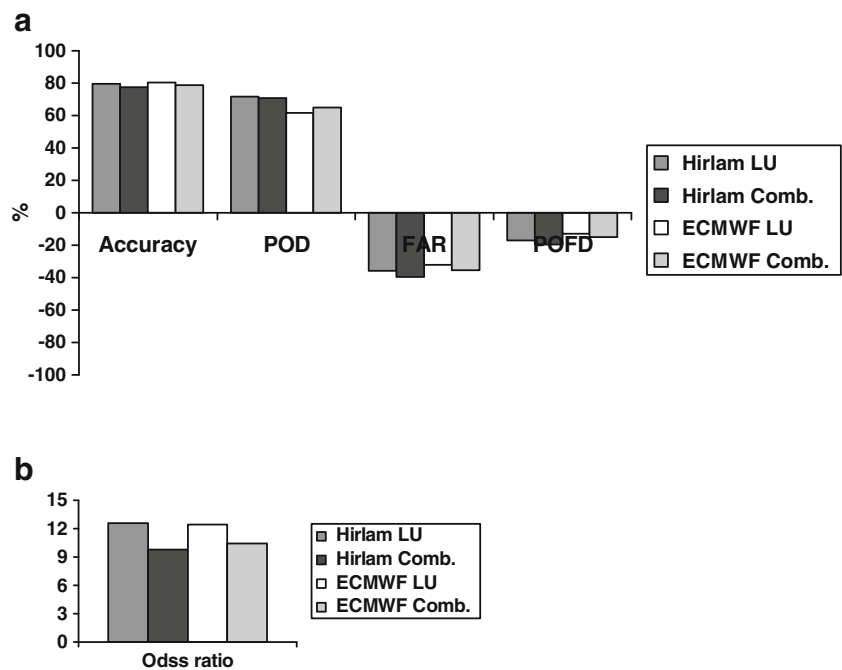 a
100
80
60
40
20
0
-20
-40
-60
-80
-100
%
Accuracy POD FAR POFD
Hirlam LU
Hirlam Comb.
ECMWF LU
ECMWF Comb.
b
15
12
9
6
3
0
Odss ratio
Hirlam LU
Hirlam Comb.
ECMWF LU
ECMWF Comb.